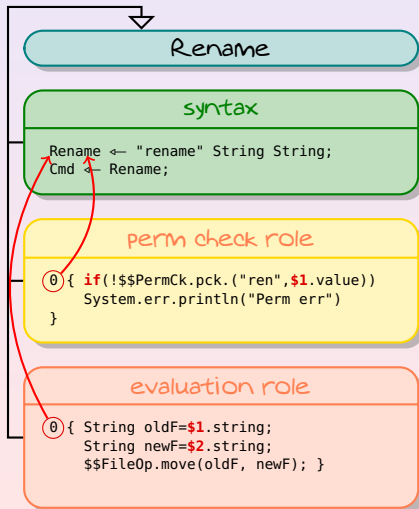 Rename
syntax
Rename ← "rename" String String;
Cmd ← Rename;
perm check role
0 { if(!$$PermCk.pck.("ren",$1.value))
System.err.println("Perm err")
}
evaluation role
0 { String oldF=$1.string;
String newF=$2.string;
$$FileOp.move(oldF, newF); }